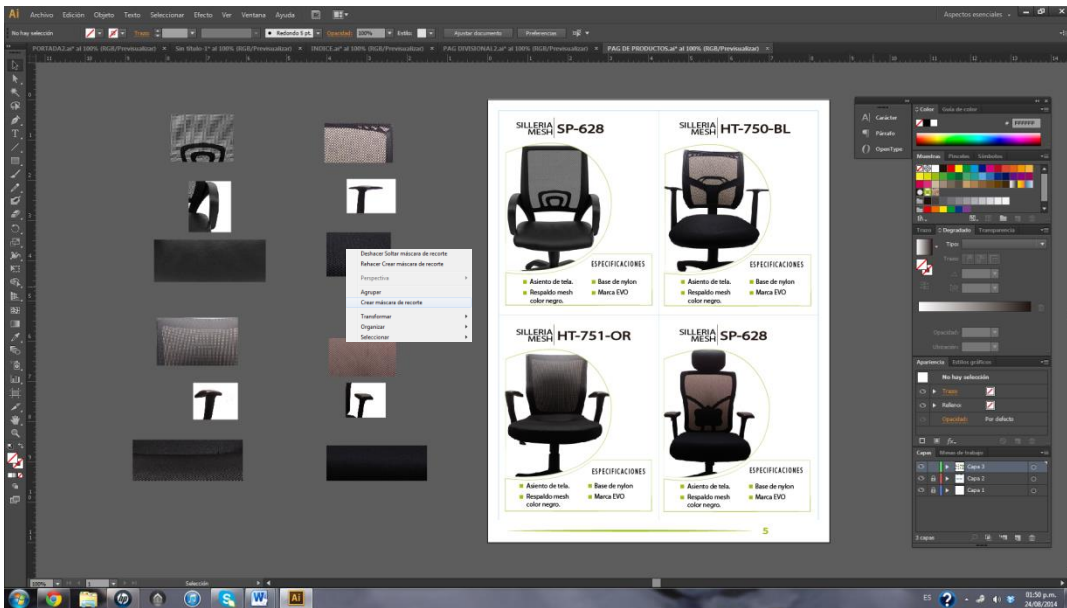 Ai Archivo Edición Objeto Texto Seleccionar Efecto Ver Ventana Ayuda Aspectos esenciales
No hay selección Trazo: Redondo 5 pt. Opacidad: 100% Estilo: Ajustar documento Preferencias
PORTADA2.ai* al 100% (RGB/Previsualizar) × Sin título-1* al 100% (RGB/Previsualizar) × INDICE.ai* al 100% (RGB/Previsualizar) × PAG DIVISIONAL2.ai* al 100% (RGB/Previsualizar) × PAG DE PRODUCTOS.ai* al 100% (RGB/Previsualizar) ×
Deshacer Soltar máscara de recorte
Rehacer Crear máscara de recorte
Perspectiva
Agrupar
Crear máscara de recorte
Transformar
Organizar
Seleccionar
SILLERIA MESH SP-628
ESPECIFICACIONES
Asiento de tela.
Respaldo mesh color negro.
Base de nylon
Marca EVO
SILLERIA MESH HT-750-BL
ESPECIFICACIONES
Asiento de tela.
Respaldo mesh color negro.
Base de nylon
Marca EVO
SILLERIA MESH HT-751-OR
ESPECIFICACIONES
Asiento de tela.
Respaldo mesh color negro.
Base de nylon
Marca EVO
SILLERIA MESH SP-628
ESPECIFICACIONES
Asiento de tela.
Respaldo mesh color negro.
Base de nylon
Marca EVO
5
Carácter
Párrafo
OpenType
Color Guía de color
FFFFFF
Muestras Pinceles Símbolos
Trazo Degradado Transparencia
Tipo:
Trazo:
Opacidad:
Ubicación:
Apariencia Estilos gráficos
No hay selección
Trazo:
Relleno:
Opacidad: Por defecto
fx.
Capas Mesas de trabajo
Capa 3
Capa 2
Capa 1
3 capas
100% 1 Selección
ES 01:50 p.m.
24/08/2014